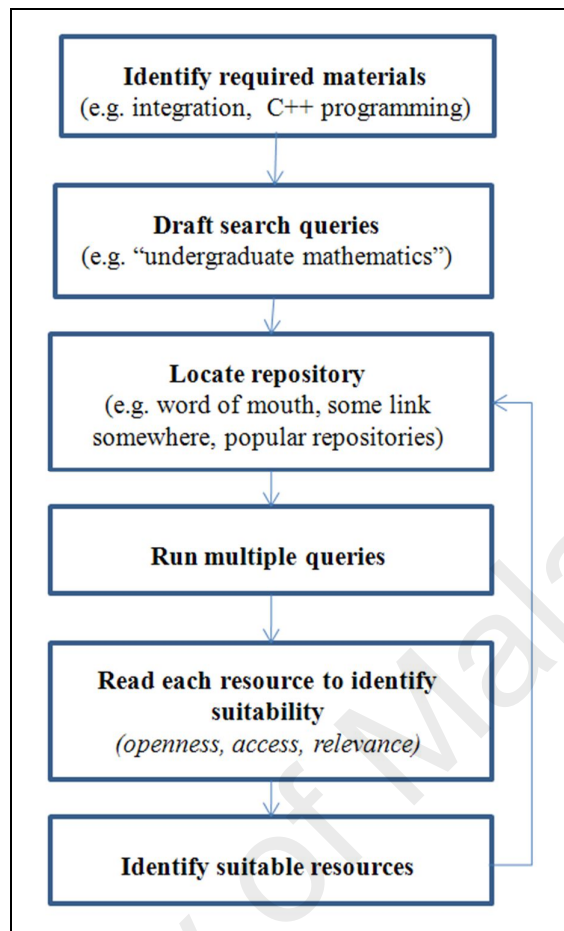 Identify required materials
(e.g. integration, C++ programming)
Draft search queries
(e.g. “undergraduate mathematics”)
Locate repository
(e.g. word of mouth, some link
somewhere, popular repositories)
Run multiple queries
Read each resource to identify
suitability
(openness, access, relevance)
Identify suitable resources
of